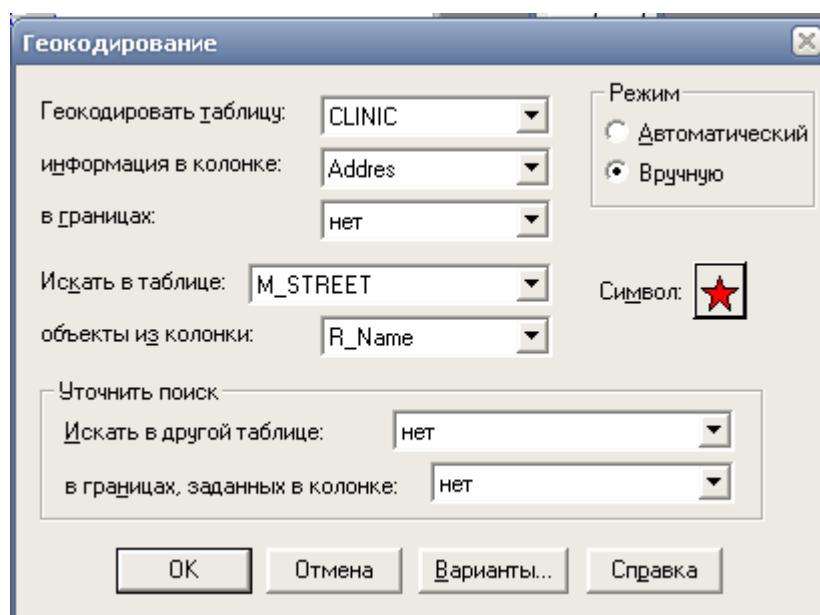 Геокодирование
Геокодировать таблицу: CLINIC
информация в колонке: Addres
в границах: нет
Искать в таблице: M_STREET
объекты из колонки: R_Name
Режим
Автоматический
Вручную
Символ:
Уточнить поиск
Искать в другой таблице: нет
в границах, заданных в колонке: нет
OK Отмена Варианты... Справка